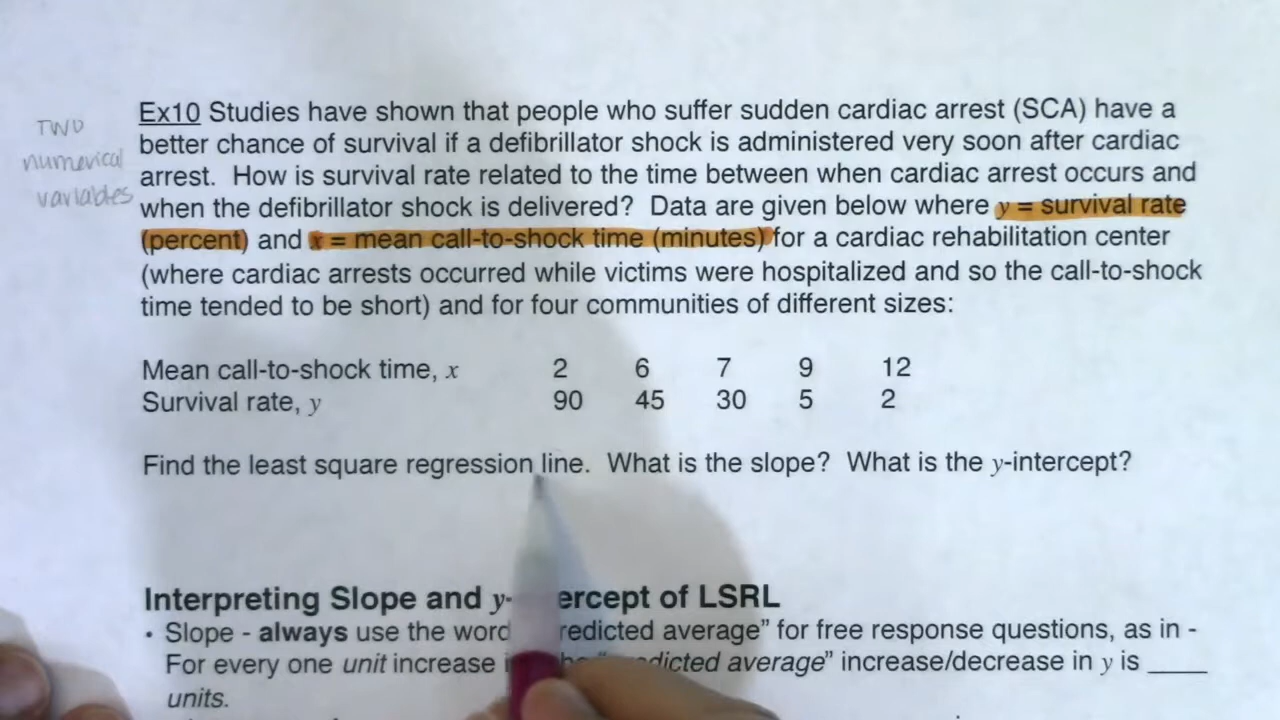 TWO
numerical
variables
Ex10 Studies have shown that people who suffer sudden cardiac arrest (SCA) have a
better chance of survival if a defibrillator shock is administered very soon after cardiac
arrest. How is survival rate related to the time between when cardiac arrest occurs and
when the defibrillator shock is delivered? Data are given below where y = survival rate
(percent) and x = mean call-to-shock time (minutes) for a cardiac rehabilitation center
(where cardiac arrests occurred while victims were hospitalized and so the call-to-shock
time tended to be short) and for four communities of different sizes:
Mean call-to-shock time, x 2 6 7 9 12
Survival rate, y 90 45 30 5 2
Find the least square regression line. What is the slope? What is the y-intercept?
Interpreting Slope and y- ercept of LSRL
• Slope - always use the word redicted average” for free response questions, as in -
For every one unit increase dicted average” increase/decrease in y is ____
units.